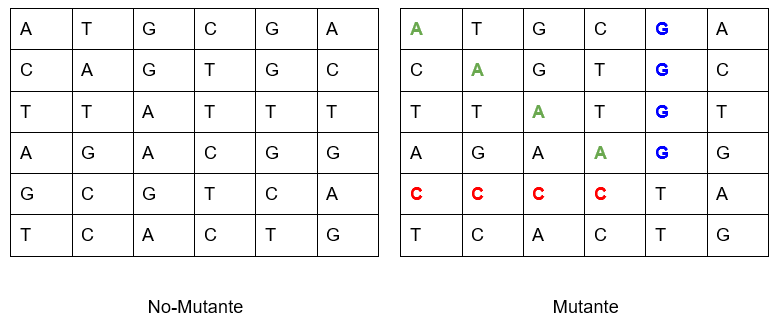 A T G C G A A T G C G A
C A G T G C C A G T G C
T T A T T T T T A T G T
A G A C G G A G A A G G
G C G T C A C C C C T A
T C A C T G T C A C T G
No-Mutante Mutante